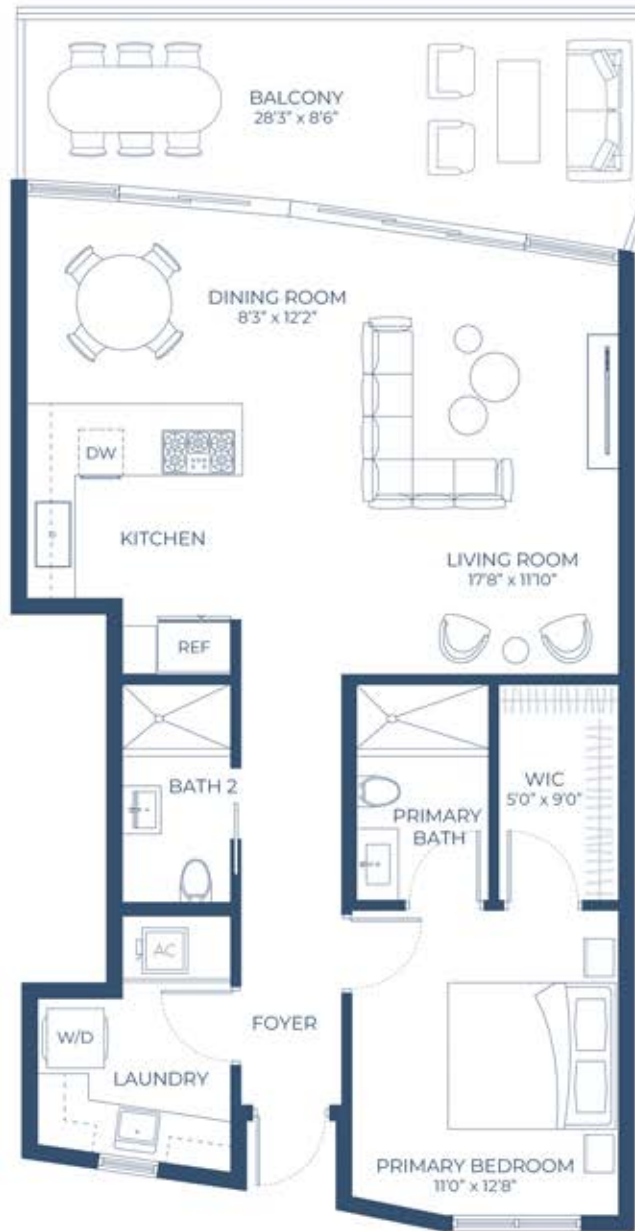 BALCONY
28'3" x 8'6"
DINING ROOM
8'3" x 12'2"
DW
KITCHEN
LIVING ROOM
17'8" x 11'10"
REF
BATH 2
PRIMARY
BATH
WIC
5'0" x 9'0"
AC
FOYER
W/D
LAUNDRY
PRIMARY BEDROOM
11'0" x 12'8"